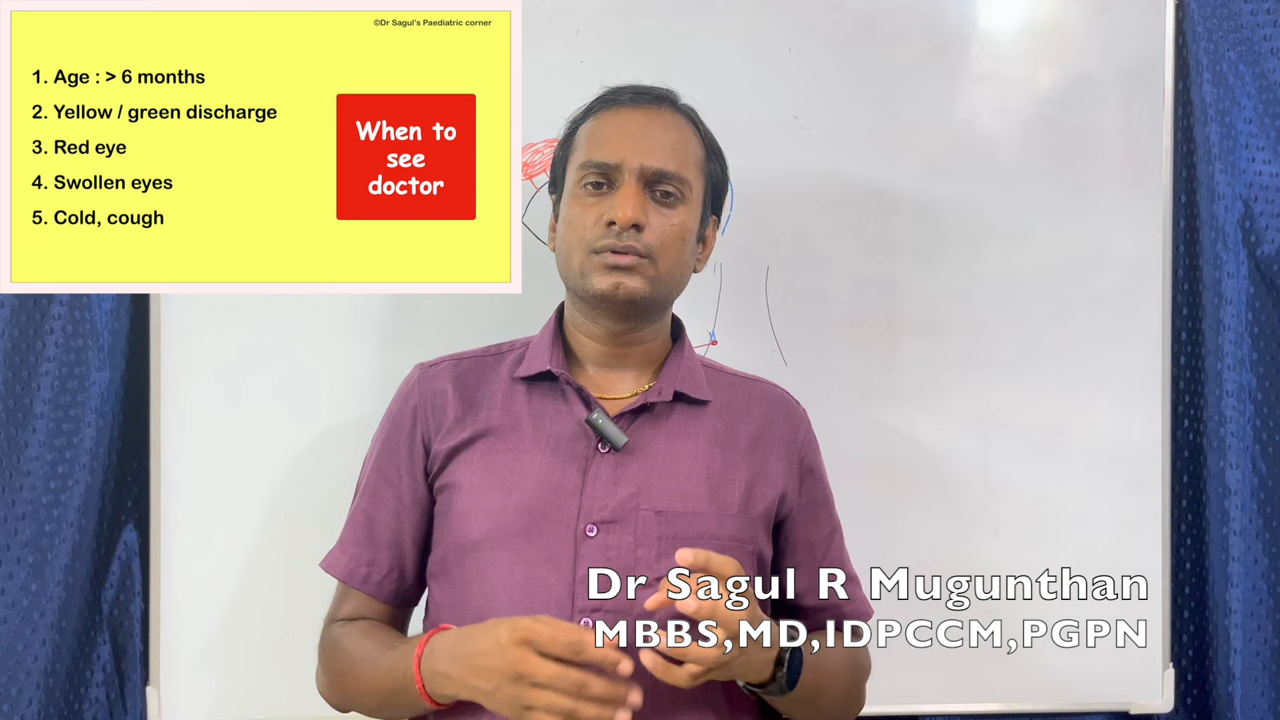 ©Dr Sagul's Paediatric corner
1. Age : > 6 months
2. Yellow / green discharge
3. Red eye
4. Swollen eyes
5. Cold, cough
When to
see
doctor
Dr Sagul R Mugunthan
MBBS,MD,IDPCCM,PGPN